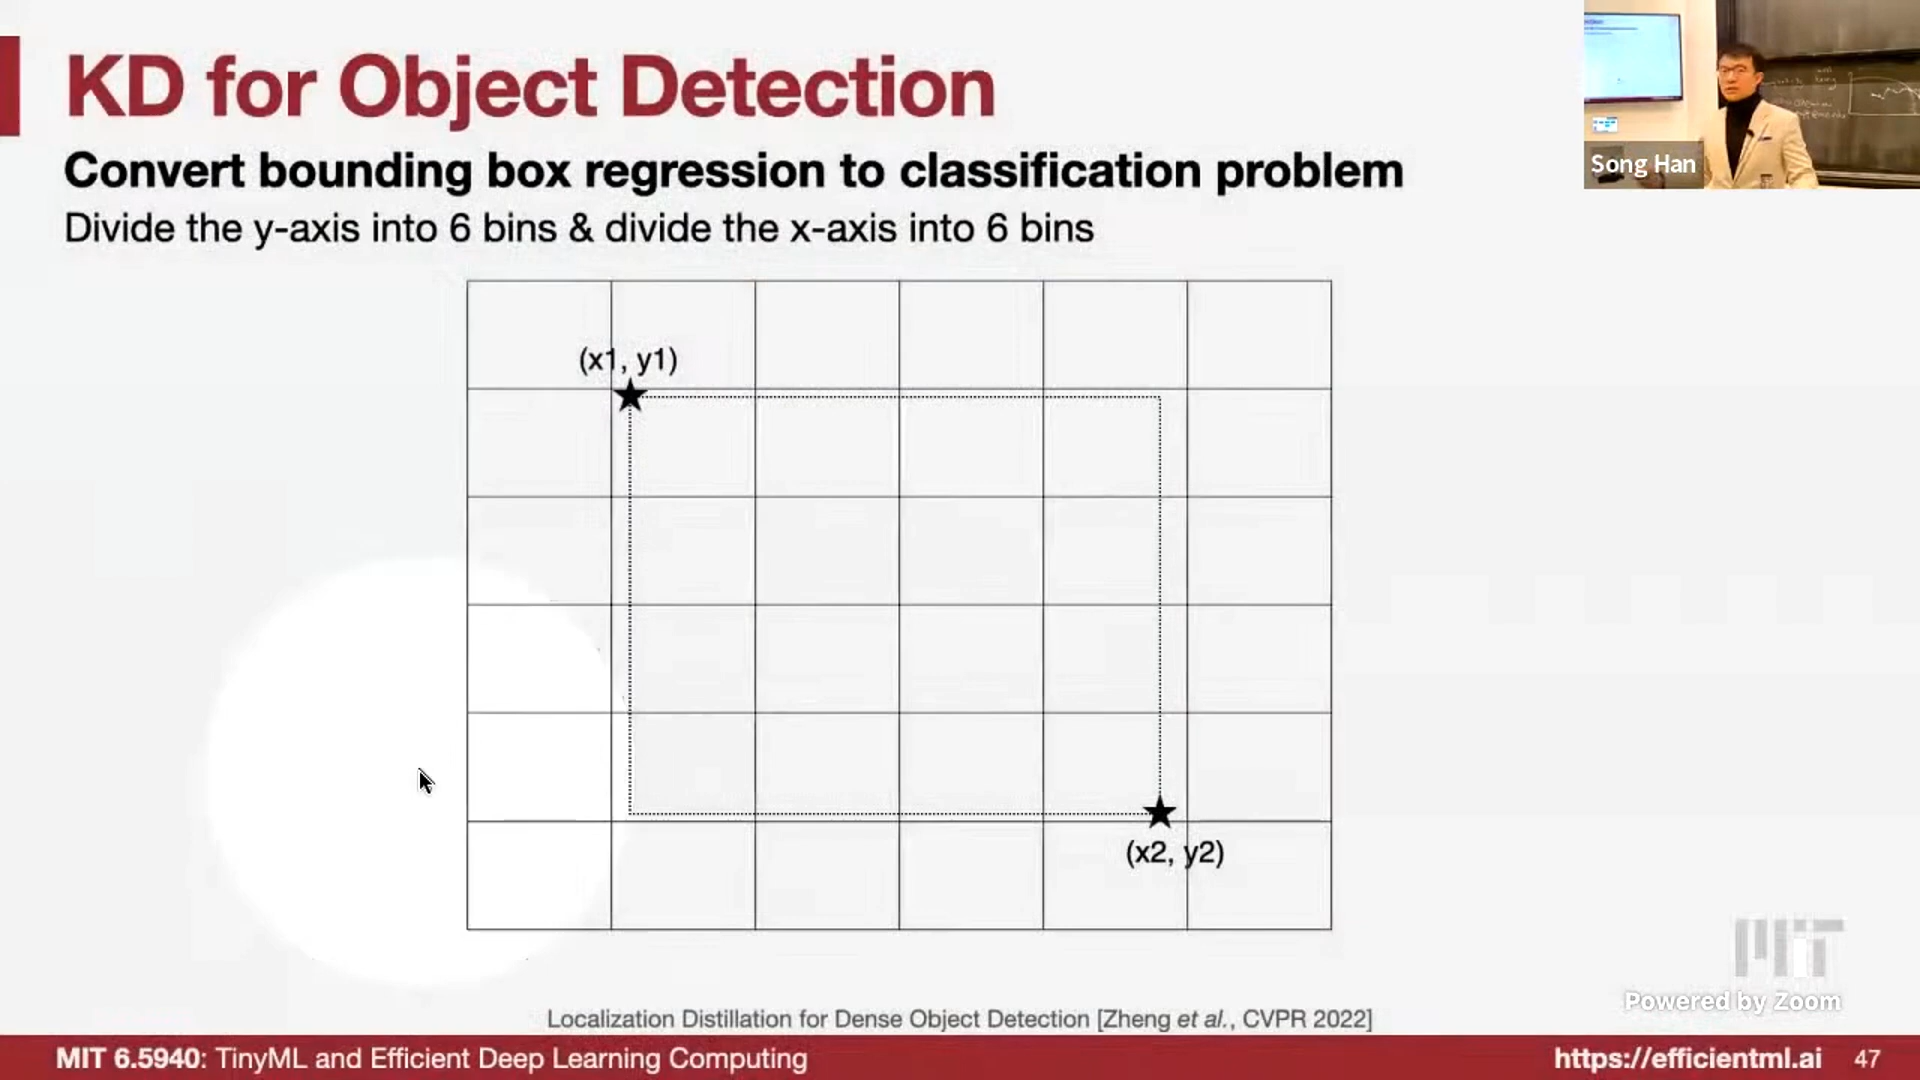 KD for Object Detection
Song Han
Convert bounding box regression to classification problem
Divide the y-axis into 6 bins & divide the x-axis into 6 bins
(x1, y1)
(x2, y2)
MIT
Powered by Zoom
Localization Distillation for Dense Object Detection [Zheng et al., CVPR 2022]
MIT 6.5940: TinyML and Efficient Deep Learning Computing
https://efficientml.ai
47